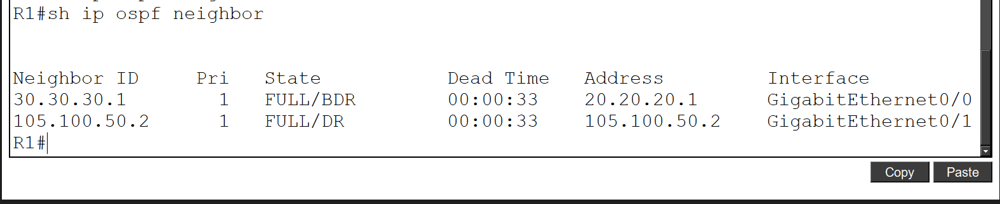 R1#sh ip ospf neighbor
Neighbor ID     Pri   State           Dead Time   Address         Interface
30.30.30.1        1   FULL/BDR        00:00:33    20.20.20.1      GigabitEthernet0/0
105.100.50.2      1   FULL/DR         00:00:33    105.100.50.2    GigabitEthernet0/1
R1#
Copy Paste